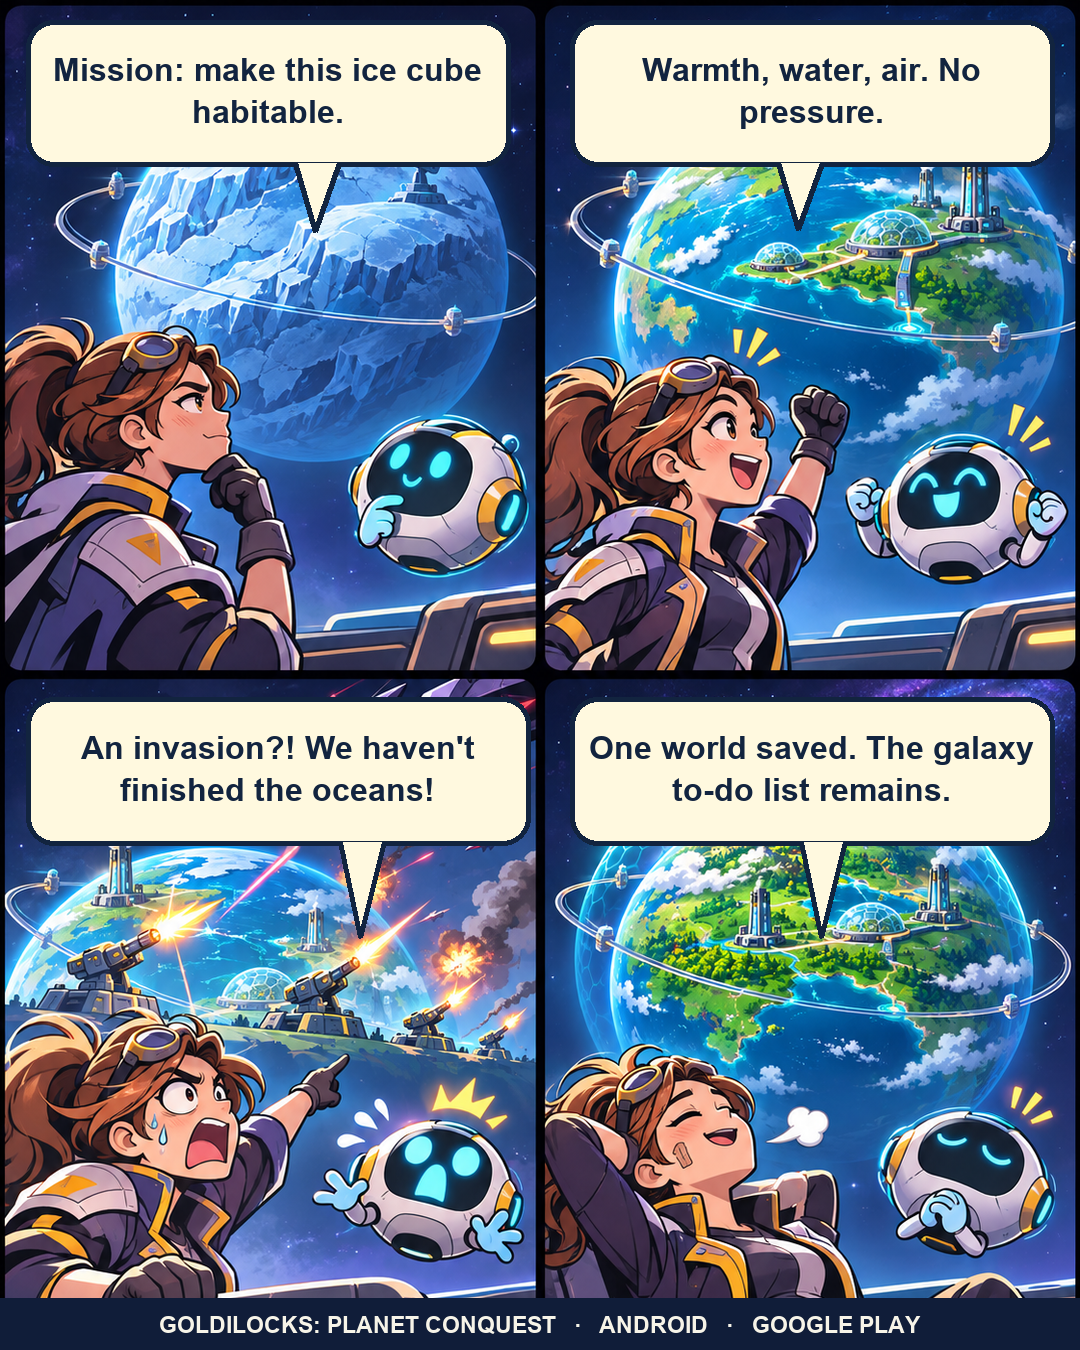 Mission: make this ice cube
habitable.
Warmth, water, air. No
pressure.
An invasion?! We haven't
finished the oceans!
One world saved. The galaxy
to-do list remains.
GOLDILOCKS: PLANET CONQUEST · ANDROID · GOOGLE PLAY